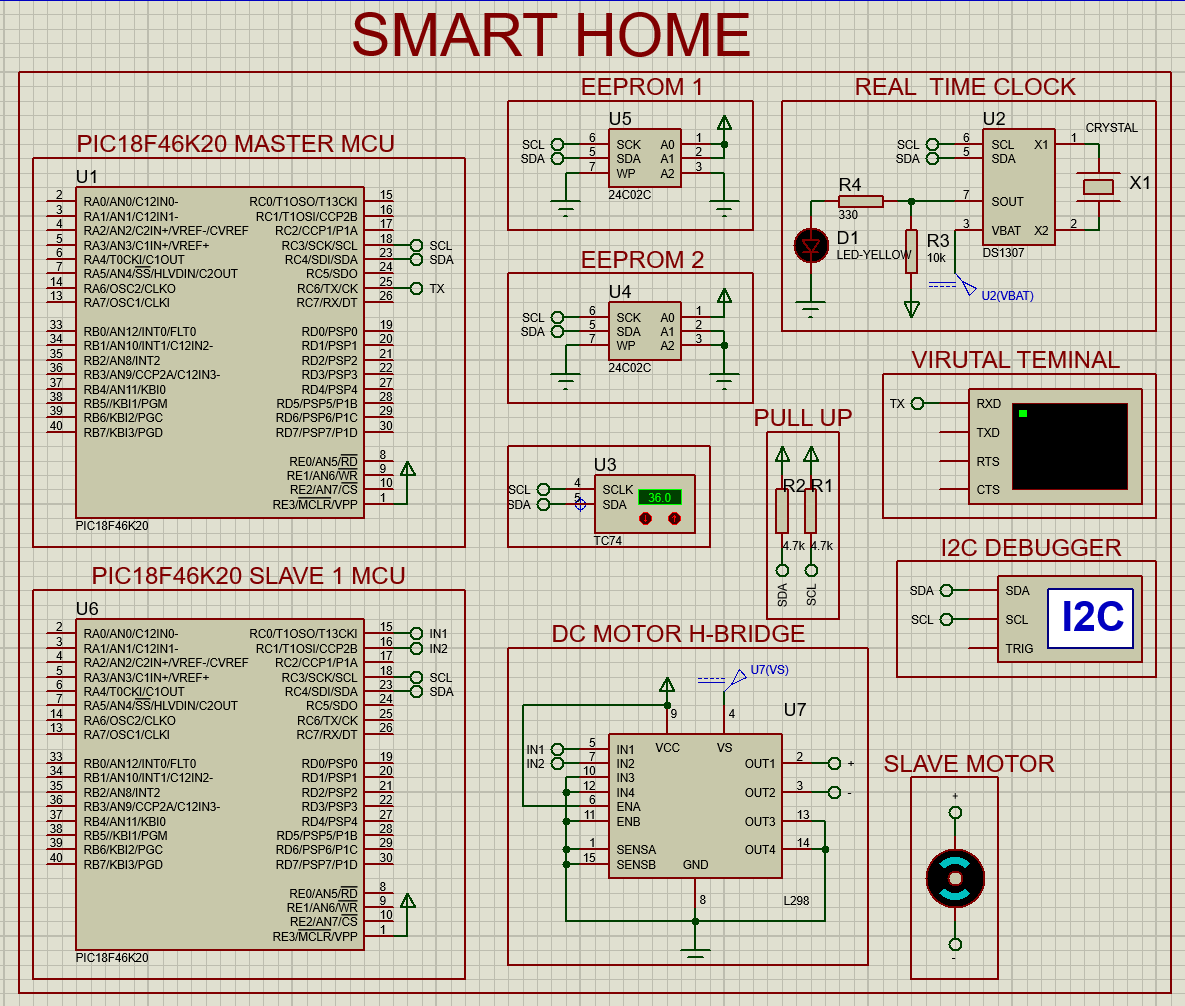 SMART HOME
PIC18F46K20 MASTER MCU
U1
2 RA0/AN0/C12IN0- RC0/T1OSO/T13CKI 15
3 RA1/AN1/C12IN1- RC1/T1OSI/CCP2B 16
4 RA2/AN2/C2IN+/VREF-/CVREF RC2/CCP1/P1A 17
5 RA3/AN3/C1IN+/VREF+ RC3/SCK/SCL 18 SCL
6 RA4/T0CKI/C1OUT RC4/SDI/SDA 23 SDA
7 RA5/AN4/SS/HLVDIN/C2OUT RC5/SDO 24
14 RA6/OSC2/CLKO RC6/TX/CK 25 TX
13 RA7/OSC1/CLKI RC7/RX/DT 26
33 RB0/AN12/INT0/FLT0 RD0/PSP0 19
34 RB1/AN10/INT1/C12IN2- RD1/PSP1 20
35 RB2/AN8/INT2 RD2/PSP2 21
36 RB3/AN9/CCP2A/C12IN3- RD3/PSP3 22
37 RB4/AN11/KBI0 RD4/PSP4 27
38 RB5//KBI1/PGM RD5/PSP5/P1B 28
39 RB6/KBI2/PGC RD6/PSP6/P1C 29
40 RB7/KBI3/PGD RD7/PSP7/P1D 30
RE0/AN5/RD 8
RE1/AN6/WR 9
RE2/AN7/CS 10
RE3/MCLR/VPP 1
PIC18F46K20
PIC18F46K20 SLAVE 1 MCU
U6
2 RA0/AN0/C12IN0- RC0/T1OSO/T13CKI 15 IN1
3 RA1/AN1/C12IN1- RC1/T1OSI/CCP2B 16 IN2
4 RA2/AN2/C2IN+/VREF-/CVREF RC2/CCP1/P1A 17
5 RA3/AN3/C1IN+/VREF+ RC3/SCK/SCL 18 SCL
6 RA4/T0CKI/C1OUT RC4/SDI/SDA 23 SDA
7 RA5/AN4/SS/HLVDIN/C2OUT RC5/SDO 24
14 RA6/OSC2/CLKO RC6/TX/CK 25
13 RA7/OSC1/CLKI RC7/RX/DT 26
33 RB0/AN12/INT0/FLT0 RD0/PSP0 19
34 RB1/AN10/INT1/C12IN2- RD1/PSP1 20
35 RB2/AN8/INT2 RD2/PSP2 21
36 RB3/AN9/CCP2A/C12IN3- RD3/PSP3 22
37 RB4/AN11/KBI0 RD4/PSP4 27
38 RB5//KBI1/PGM RD5/PSP5/P1B 28
39 RB6/KBI2/PGC RD6/PSP6/P1C 29
40 RB7/KBI3/PGD RD7/PSP7/P1D 30
RE0/AN5/RD 8
RE1/AN6/WR 9
RE2/AN7/CS 10
RE3/MCLR/VPP 1
PIC18F46K20
EEPROM 1
U5
SCL 6 SCK A0 1
SDA 5 SDA A1 2
7 WP A2 3
24C02C
EEPROM 2
U4
SCL 6 SCK A0 1
SDA 5 SDA A1 2
7 WP A2 3
24C02C
U3
SCL 4 SCLK 36.0
SDA 5 SDA
TC74
PULL UP
R2 R1
4.7k 4.7k
SDA SCL
DC MOTOR H-BRIDGE
U7(VS)
U7
9 4
VCC VS
IN1 5 IN1
IN2 7 IN2 OUT1 2 +
10 IN3
12 IN4 OUT2 3 -
6 ENA
11 ENB OUT3 13
1 SENSA OUT4 14
15 SENSB GND
8
L298
REAL TIME CLOCK
U2
CRYSTAL
SCL 6 SCL X1 1
SDA 5 SDA
X1
R4
330
7 SOUT
3 VBAT X2 2
DS1307
D1
LED-YELLOW
R3
10k
U2(VBAT)
VIRUTAL TEMINAL
TX RXD
TXD
RTS
CTS
I2C DEBUGGER
SDA SDA
SCL SCL
TRIG
I2C
SLAVE MOTOR
+
-